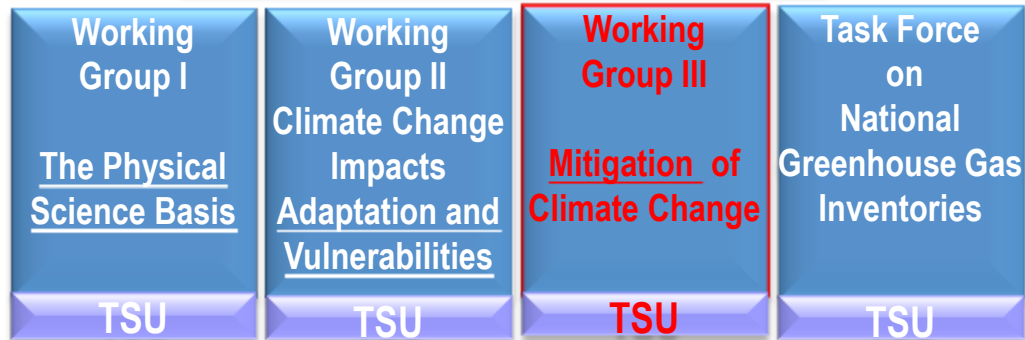 Working
Group I
The Physical
Science Basis
TSU
Working
Group II
Climate Change
Impacts
Adaptation and
Vulnerabilities
TSU
Working
Group III
Mitigation of
Climate Change
TSU
Task Force
on
National
Greenhouse Gas
Inventories
TSU